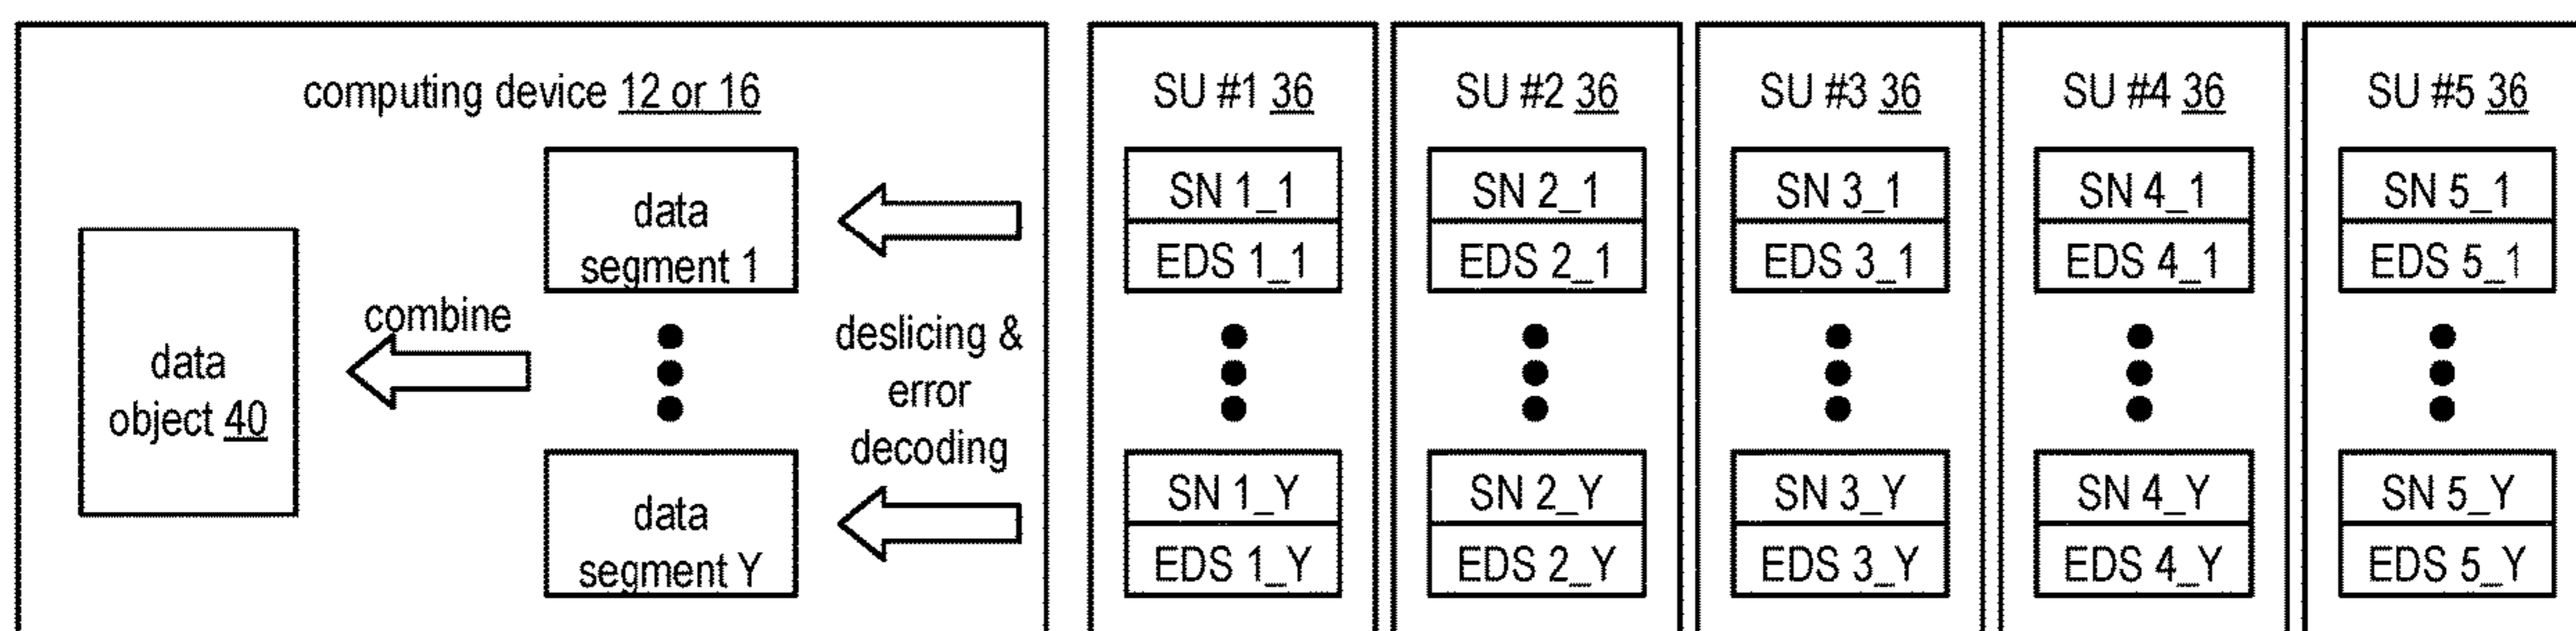 computing device 12 or 16
data
segment 1
combine
data
object 40
deslicing &
error
decoding
data
segment Y
SU #1 36
SN 1_1
EDS 1_1
SN 1_Y
EDS 1_Y
SU #2 36
SN 2_1
EDS 2_1
SN 2_Y
EDS 2_Y
SU #3 36
SN 3_1
EDS 3_1
SN 3_Y
EDS 3_Y
SU #4 36
SN 4_1
EDS 4_1
SN 4_Y
EDS 4_Y
SU #5 36
SN 5_1
EDS 5_1
SN 5_Y
EDS 5_Y